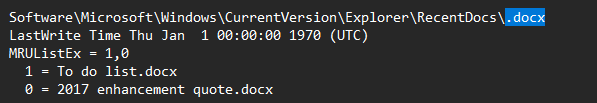 Software\Microsoft\Windows\CurrentVersion\Explorer\RecentDocs\.docx
LastWrite Time Thu Jan  1 00:00:00 1970 (UTC)
MRUListEx = 1,0
  1 = To do list.docx
  0 = 2017 enhancement quote.docx